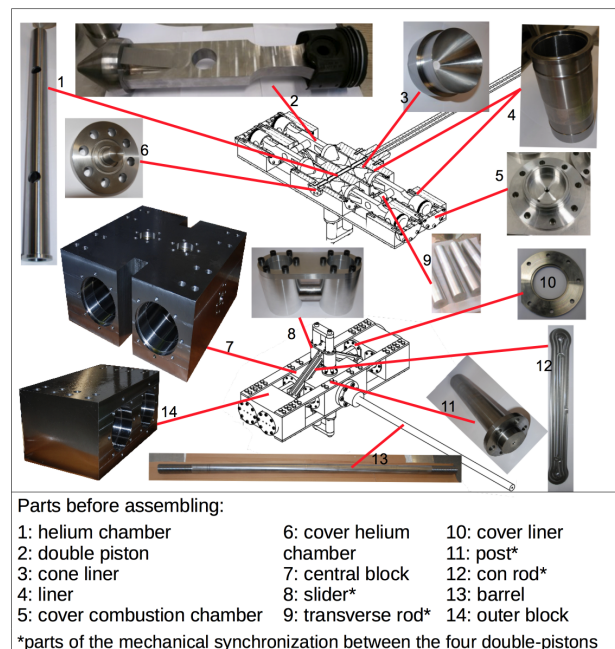 1
2
3
4
6
5
9
10
8
7
12
14
11
13
Parts before assembling:
1: helium chamber
2: double piston
3: cone liner
4: liner
5: cover combustion chamber
6: cover helium
chamber
7: central block
8: slider*
9: transverse rod*
10: cover liner
11: post*
12: con rod*
13: barrel
14: outer block
*parts of the mechanical synchronization between the four double-pistons